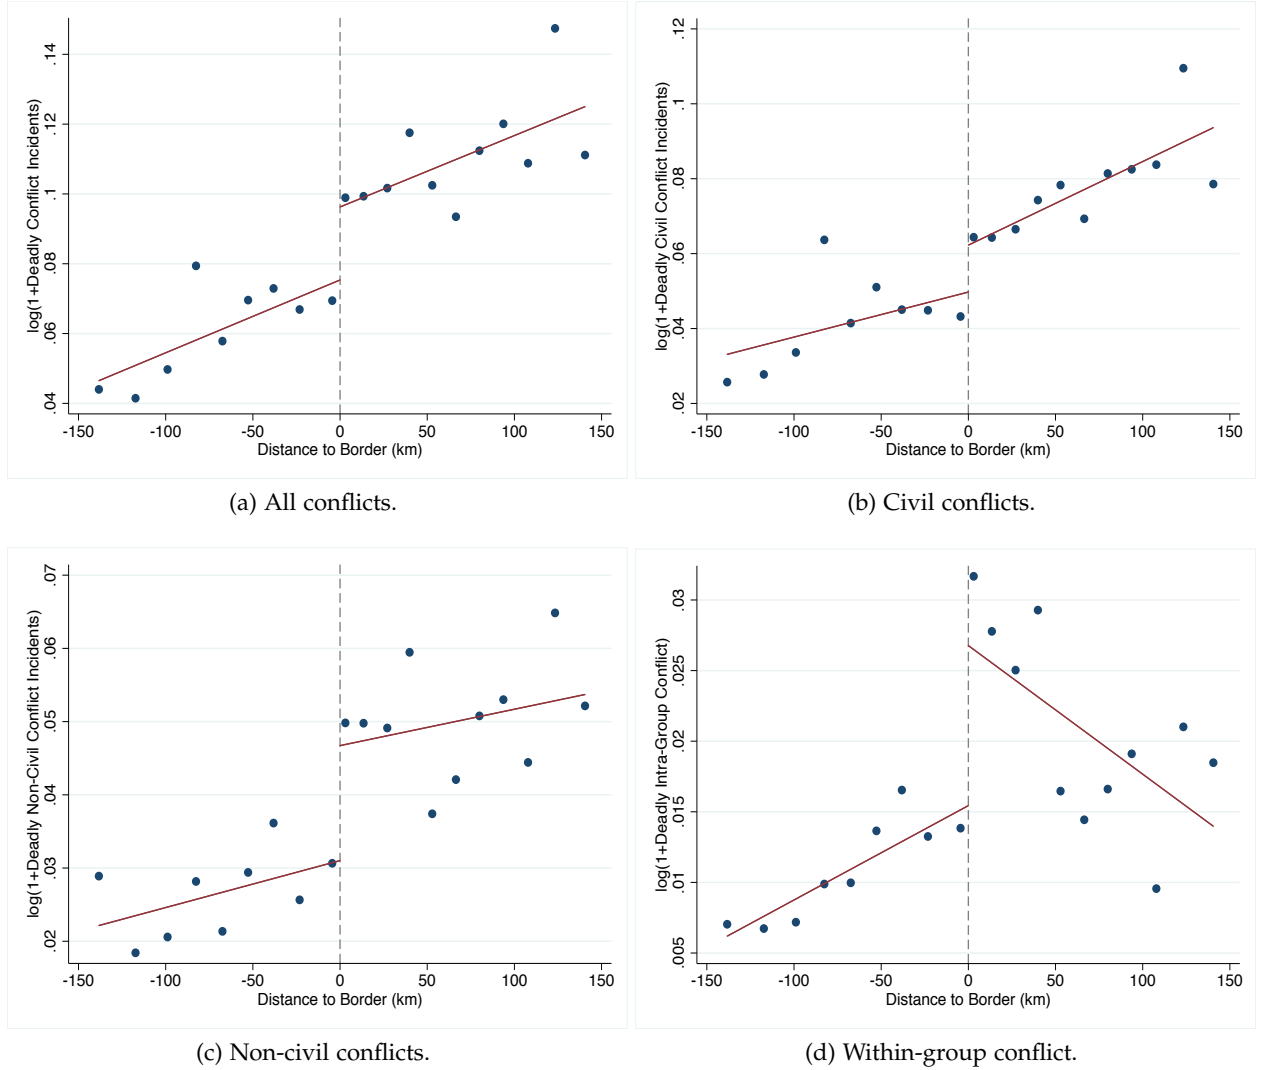 log(1+Deadly Conflict Incidents)
.04 .06 .08 .1 .12 .14
-150 -100 -50 0 50 100 150
Distance to Border (km)
(a) All conflicts.
log(1+Deadly Civil Conflict Incidents)
.02 .04 .06 .08 .1 .12
-150 -100 -50 0 50 100 150
Distance to Border (km)
(b) Civil conflicts.
log(1+Deadly Non-Civil Conflict Incidents)
.02 .03 .04 .05 .06 .07
-150 -100 -50 0 50 100 150
Distance to Border (km)
(c) Non-civil conflicts.
log(1+Deadly Intra-Group Conflict)
.005 .01 .015 .02 .025 .03
-150 -100 -50 0 50 100 150
Distance to Border (km)
(d) Within-group conflict.